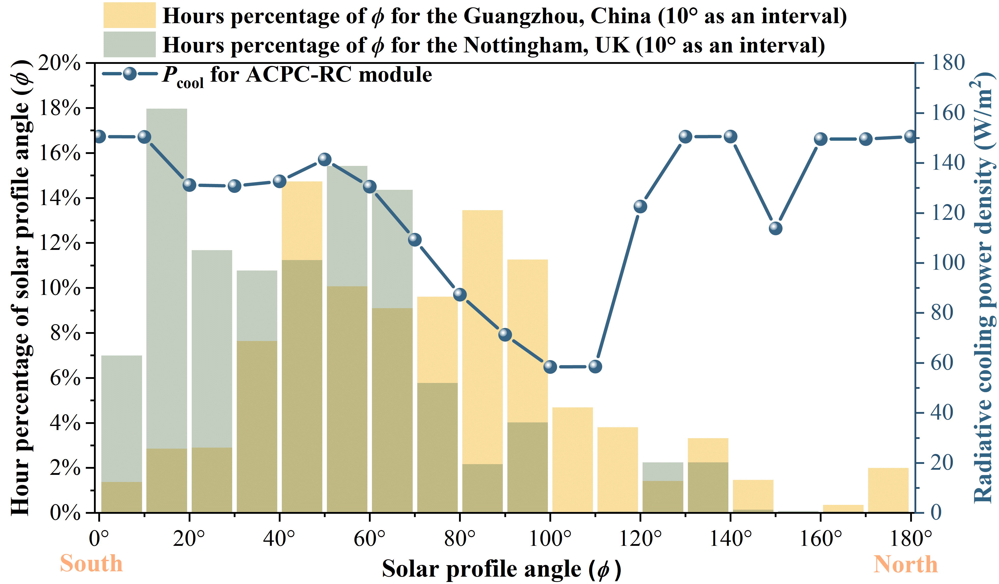 Hours percentage of ϕ for the Guangzhou, China (10° as an interval)
Hours percentage of ϕ for the Nottingham, UK (10° as an interval)
Pcool for ACPC-RC module
Hour percentage of solar profile angle (ϕ)
20%
18%
16%
14%
12%
10%
8%
6%
4%
2%
0%
180
160
140
120
100
80
60
40
20
0
Radiative cooling power density (W/m²)
0° 20° 40° 60° 80° 100° 120° 140° 160° 180°
South North
Solar profile angle (ϕ)